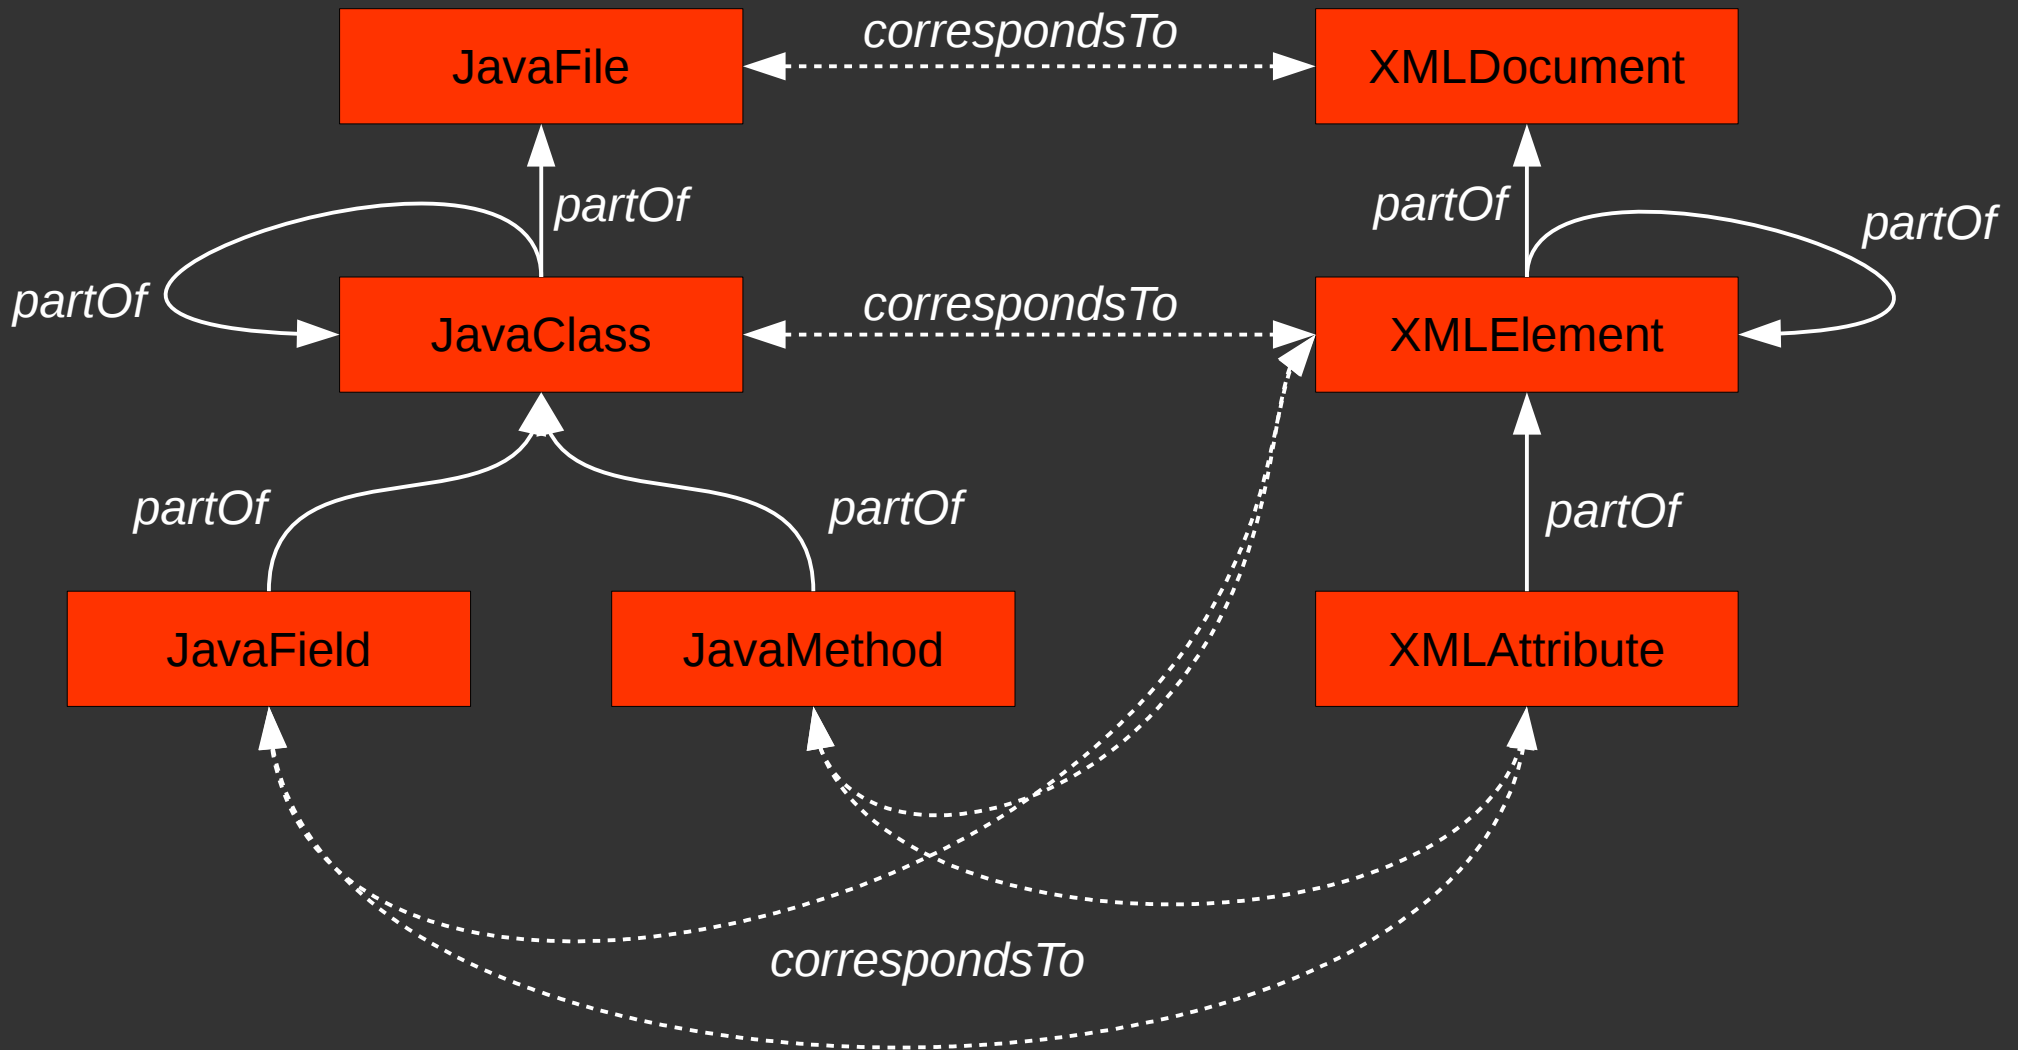 JavaFile
correspondsTo
XMLDocument
partOf
partOf
partOf
partOf
JavaClass
correspondsTo
XMLElement
partOf
partOf
partOf
JavaField
JavaMethod
XMLAttribute
correspondsTo